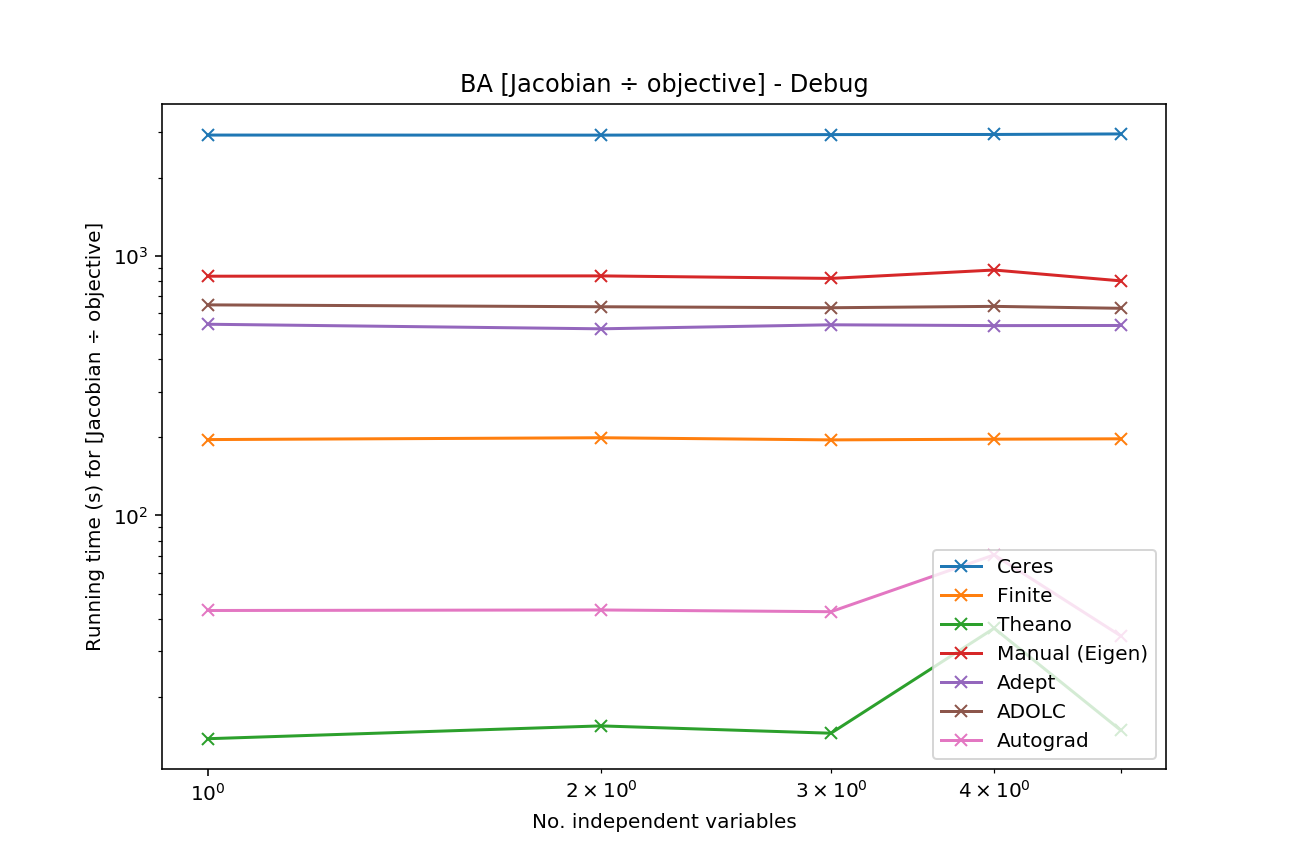 BA [Jacobian ÷ objective] - Debug
Running time (s) for [Jacobian ÷ objective]
10³
10²
Ceres
Finite
Theano
Manual (Eigen)
Adept
ADOLC
Autograd
10⁰
2 × 10⁰
3 × 10⁰
4 × 10⁰
No. independent variables